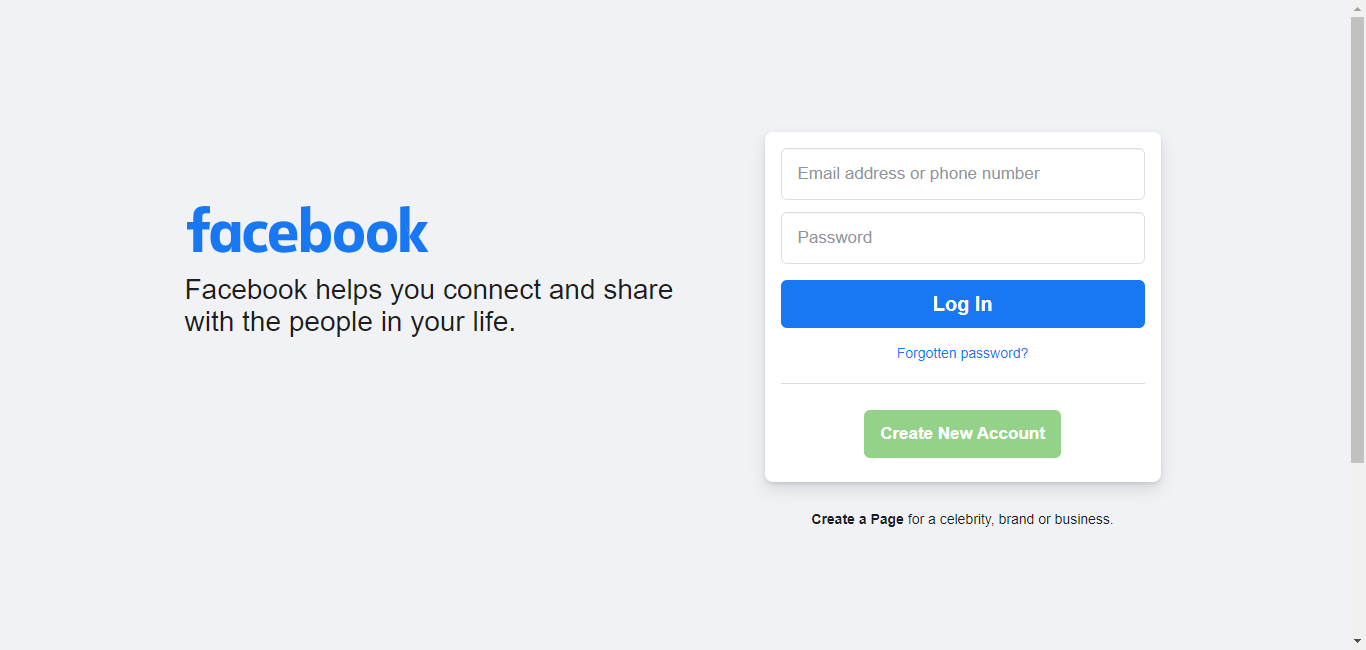 facebook
Facebook helps you connect and share
with the people in your life.
Email address or phone number
Password
Log In
Forgotten password?
Create New Account
Create a Page for a celebrity, brand or business.